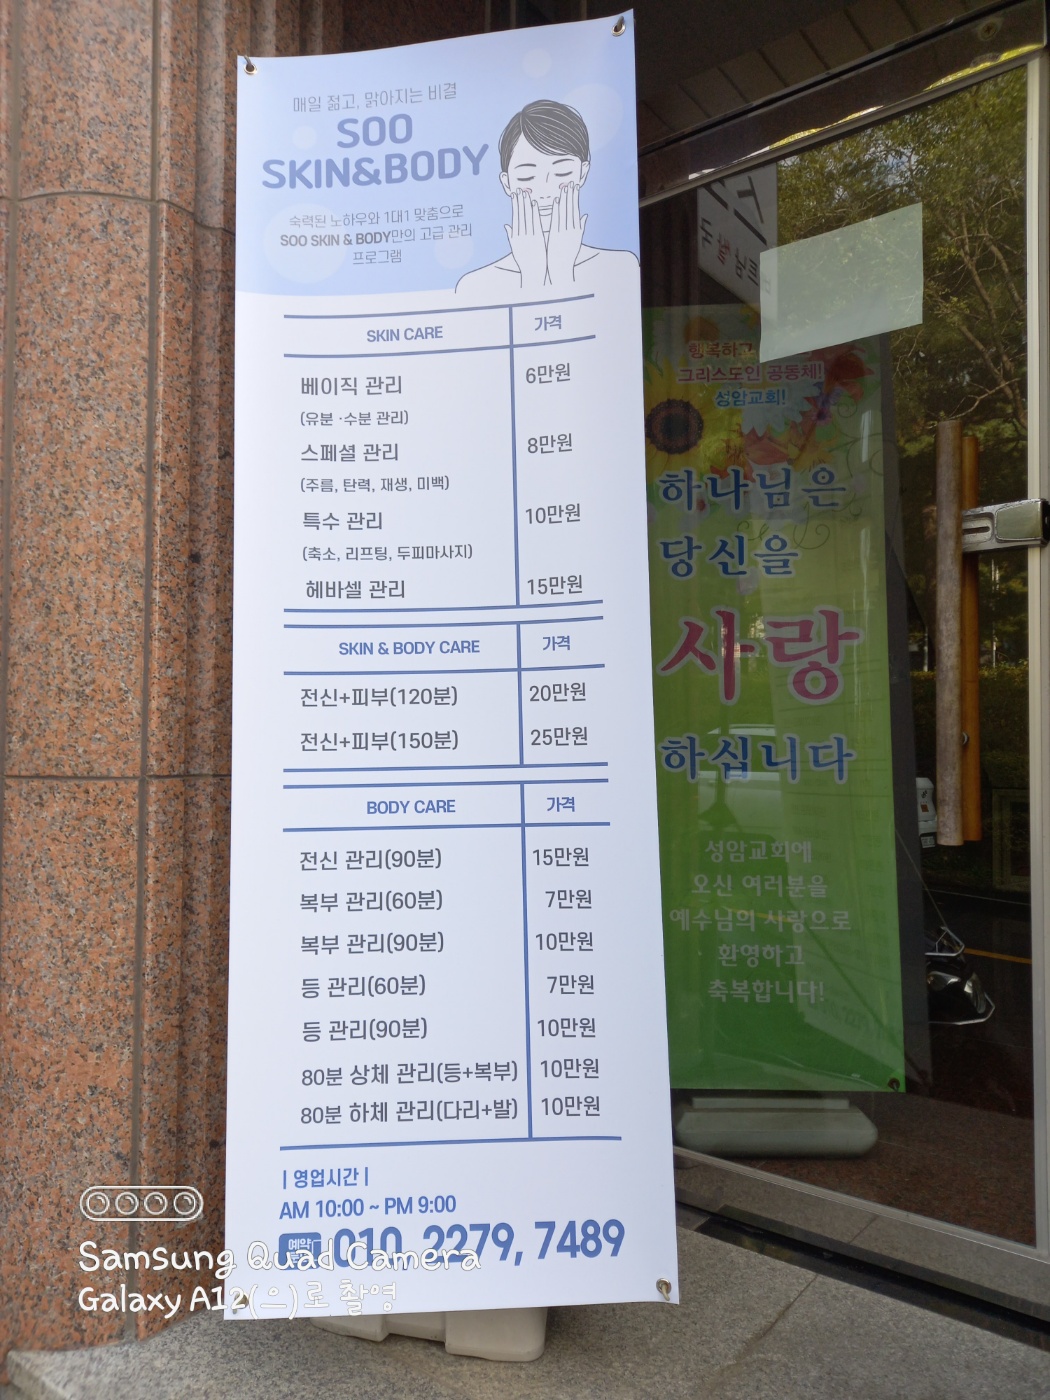 매일 젊고, 맑아지는 비결
SOO
SKIN&BODY
숙력된 노하우와 1대1 맞춤으로
SOO SKIN & BODY만의 고급 관리
프로그램
SKIN CARE 가격
베이직 관리 6만원
(유분 ·수분 관리)
스페셜 관리 8만원
(주름, 탄력, 재생, 미백)
특수 관리 10만원
(축소, 리프팅, 두피마사지)
헤바셀 관리 15만원
SKIN & BODY CARE 가격
전신+피부(120분) 20만원
전신+피부(150분) 25만원
BODY CARE 가격
전신 관리(90분) 15만원
복부 관리(60분) 7만원
복부 관리(90분) 10만원
등 관리(60분) 7만원
등 관리(90분) 10만원
80분 상체 관리(등+복부) 10만원
80분 하체 관리(다리+발) 10만원
| 영업시간 |
AM 10:00 ~ PM 9:00
예약
010, 2279, 7489
행복하고
그리스도인 공동체!
성암교회!
하나님은
당신을
사랑
하십니다
성암교회에
오신 여러분을
예수님의 사랑으로
환영하고
축복합니다!
Samsung Quad Camera
Galaxy A12(으)로 촬영